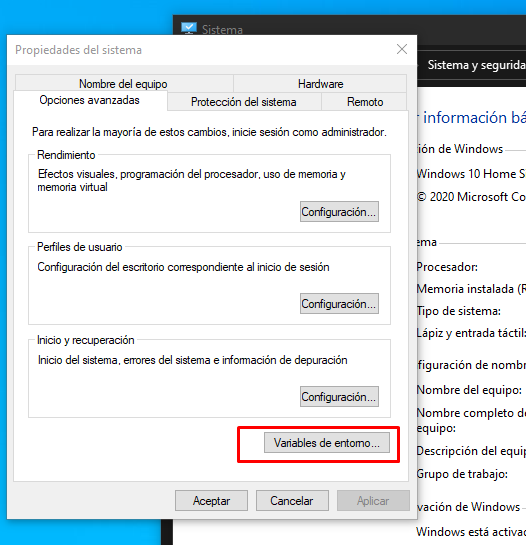 Sistema
Propiedades del sistema
Nombre del equipo
Hardware
Opciones avanzadas
Protección del sistema
Remoto
Para realizar la mayoría de estos cambios, inicie sesión como administrador.
Rendimiento
Efectos visuales, programación del procesador, uso de memoria y
memoria virtual
Configuración...
Perfiles de usuario
Configuración del escritorio correspondiente al inicio de sesión
Configuración...
Inicio y recuperación
Inicio del sistema, errores del sistema e información de depuración
Configuración...
Variables de entorno...
Aceptar
Cancelar
Aplicar
Sistema y segurida
r información bá
ión de Windows
Windows 10 Home S
© 2020 Microsoft Co
ema
Procesador:
Memoria instalada (R
Tipo de sistema:
Lápiz y entrada táctil:
figuración de nombr
Nombre del equipo:
Nombre completo de
equipo:
Descripción del equip
Grupo de trabajo:
vación de Windows
Windows está activad